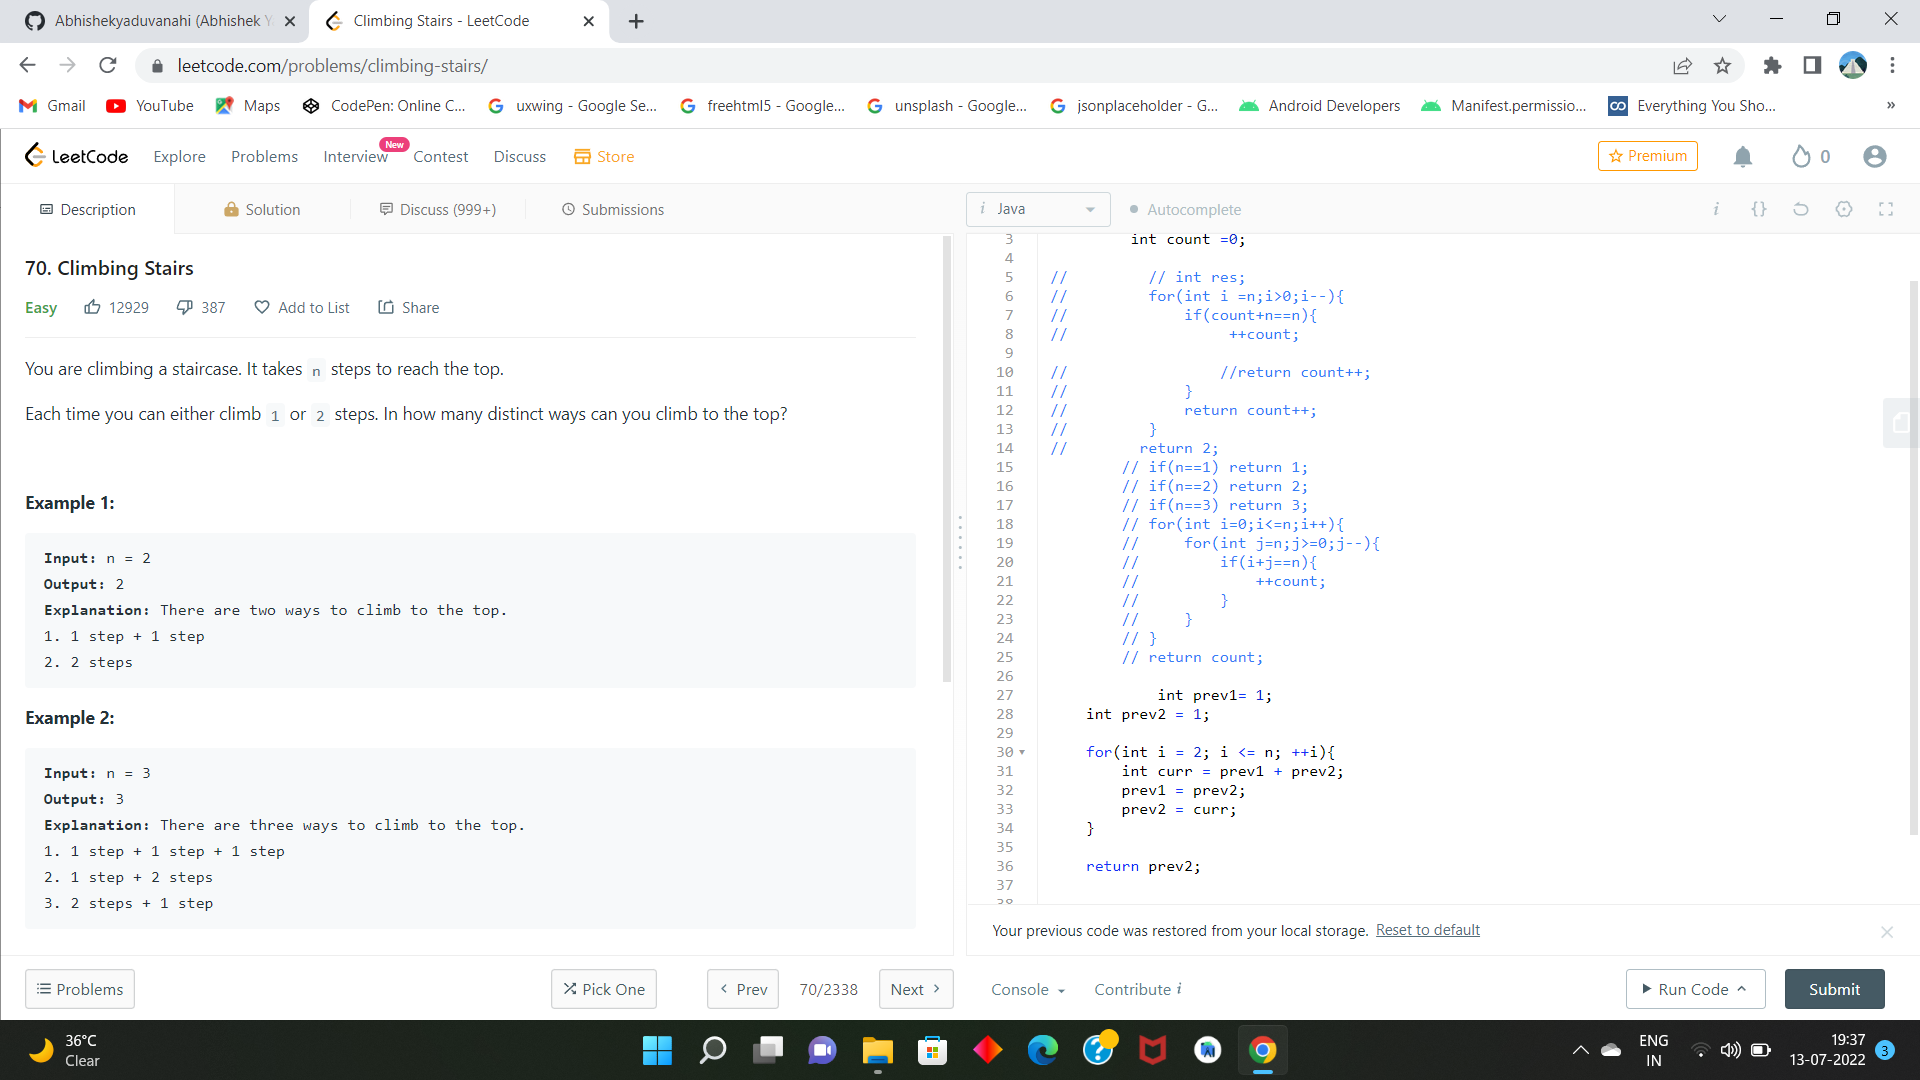 Abhishekyaduvanahi (Abhishek Y
Climbing Stairs - LeetCode
leetcode.com/problems/climbing-stairs/
Gmail
YouTube
Maps
CodePen: Online C...
uxwing - Google Se...
freehtml5 - Google...
unsplash - Google...
jsonplaceholder - G...
Android Developers
Manifest.permissio...
Everything You Sho...
»
LeetCode
Explore
Problems
Interview
New
Contest
Discuss
Store
Premium
0
Description
Solution
Discuss (999+)
Submissions
i Java
Autocomplete
i {}
70. Climbing Stairs
Easy
12929
387
Add to List
Share
You are climbing a staircase. It takes n steps to reach the top.
Each time you can either climb 1 or 2 steps. In how many distinct ways can you climb to the top?
Example 1:
Input: n = 2
Output: 2
Explanation: There are two ways to climb to the top.
1. 1 step + 1 step
2. 2 steps
Example 2:
Input: n = 3
Output: 3
Explanation: There are three ways to climb to the top.
1. 1 step + 1 step + 1 step
2. 1 step + 2 steps
3. 2 steps + 1 step
3 int count =0;
4
5 // // int res;
6 // for(int i =n;i>0;i--){
7 // if(count+n==n){
8 // ++count;
9
10 // //return count++;
11 // }
12 // return count++;
13 // }
14 // return 2;
15 // if(n==1) return 1;
16 // if(n==2) return 2;
17 // if(n==3) return 3;
18 // for(int i=0;i<=n;i++){
19 // for(int j=n;j>=0;j--){
20 // if(i+j==n){
21 // ++count;
22 // }
23 // }
24 // }
25 // return count;
26
27 int prev1= 1;
28 int prev2 = 1;
29
30 for(int i = 2; i <= n; ++i){
31 int curr = prev1 + prev2;
32 prev1 = prev2;
33 prev2 = curr;
34 }
35
36 return prev2;
37
38
Your previous code was restored from your local storage. Reset to default
Problems
Pick One
Prev
70/2338
Next
Console
Contribute i
Run Code
Submit
36°C
Clear
ENG
IN
19:37
13-07-2022
3